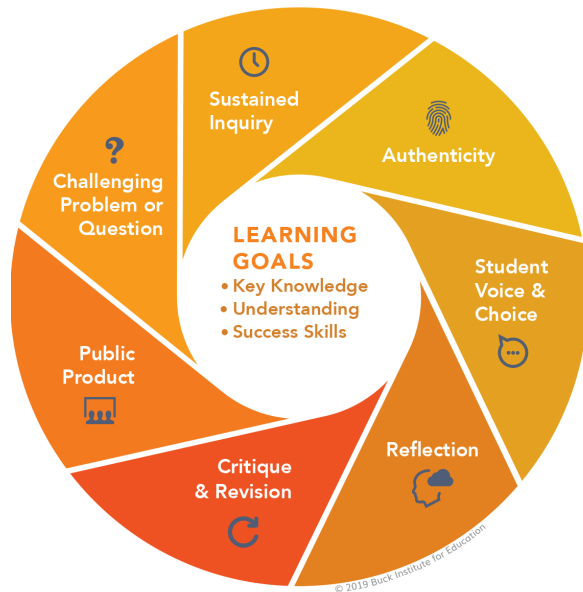 Sustained
Inquiry
Authenticity
Challenging
Problem or
Question
LEARNING
GOALS
• Key Knowledge
• Understanding
• Success Skills
Student
Voice &
Choice
Public
Product
Reflection
Critique
& Revision
© 2019 Buck Institute for Education